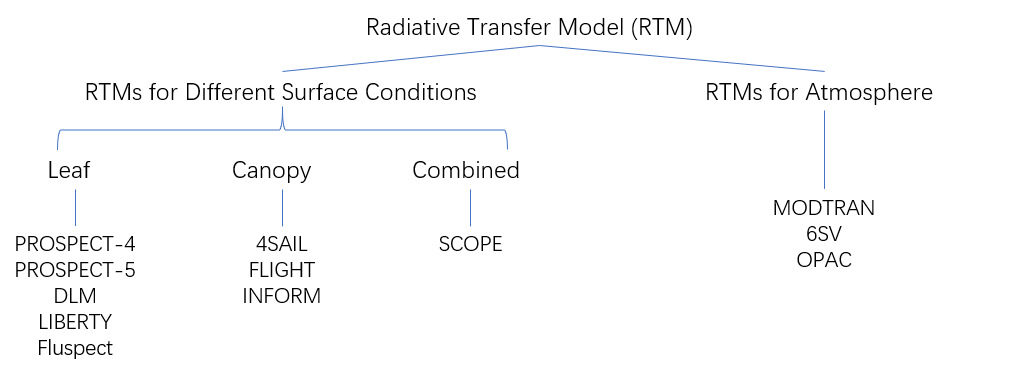 Radiative Transfer Model (RTM)
RTMs for Different Surface Conditions
RTMs for Atmosphere
Leaf
Canopy
Combined
PROSPECT-4
PROSPECT-5
DLM
LIBERTY
Fluspect
4SAIL
FLIGHT
INFORM
SCOPE
MODTRAN
6SV
OPAC